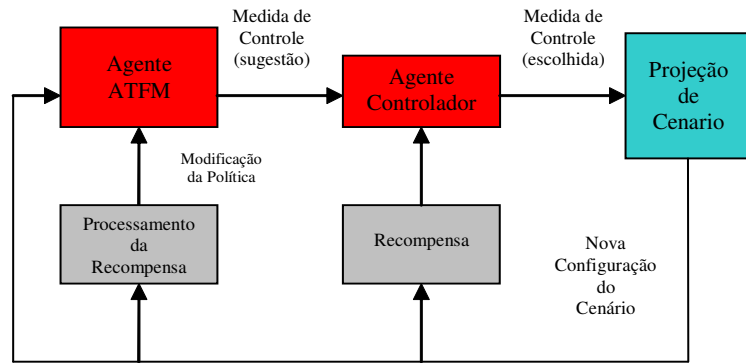 Medida de
Controle
(sugestão)
Medida de
Controle
(escolhida)
Agente
ATFM
Agente
Controlador
Projeção
de
Cenario
Modificação
da Política
Processamento
da
Recompensa
Recompensa
Nova
Configuração
do
Cenário